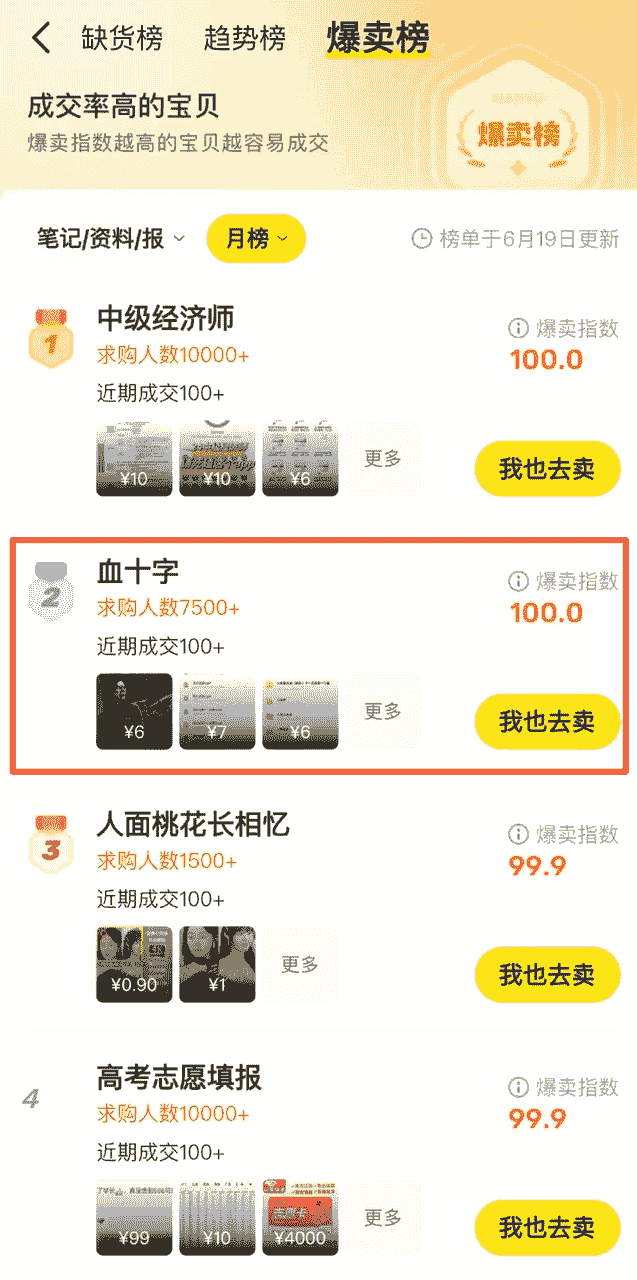 缺货榜 趋势榜 爆卖榜
成交率高的宝贝
爆卖指数越高的宝贝越容易成交
爆卖榜
笔记/资料/报 月榜 榜单于6月19日更新
1 中级经济师 爆卖指数
求购人数10000+ 100.0
近期成交100+
¥10 ¥10 ¥6 更多 我也去卖
2 血十字 爆卖指数
求购人数7500+ 100.0
近期成交100+
¥6 ¥7 ¥6 更多 我也去卖
3 人面桃花长相忆 爆卖指数
求购人数1500+ 99.9
近期成交100+
¥0.90 ¥1 更多 我也去卖
4 高考志愿填报 爆卖指数
求购人数10000+ 99.9
近期成交100+
¥99 ¥10 ¥4000 更多 我也去卖